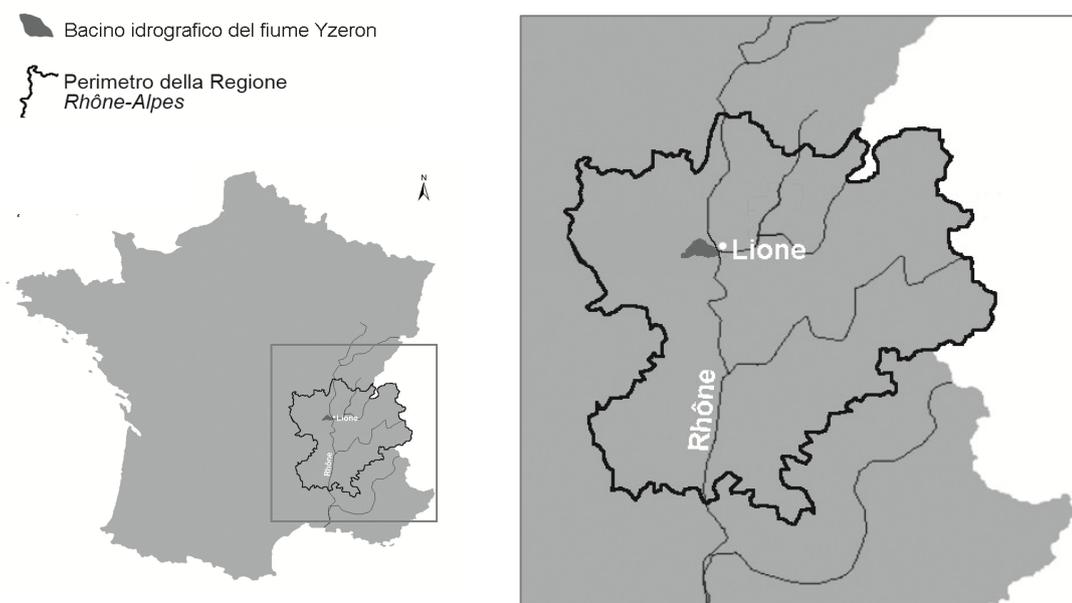 Bacino idrografico del fiume Yzeron
Perimetro della Regione
Rhône-Alpes
N
Lione
Rhône
Lione
Rhône